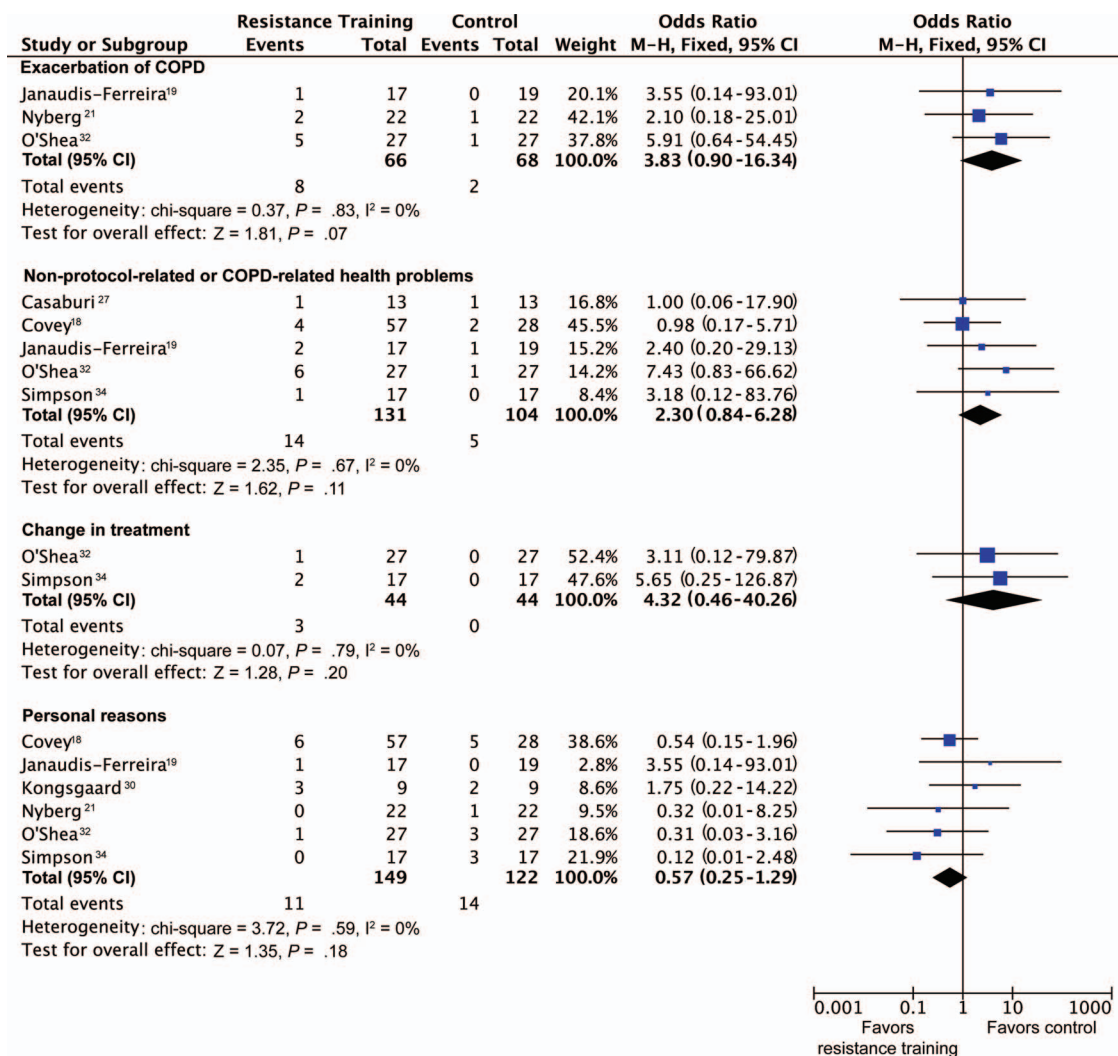 Resistance Training Control Odds Ratio Odds Ratio
Study or Subgroup Events Total Events Total Weight M-H, Fixed, 95% CI M-H, Fixed, 95% CI
Exacerbation of COPD
Janaudis-Ferreira19 1 17 0 19 20.1% 3.55 (0.14-93.01)
Nyberg 21 2 22 1 22 42.1% 2.10 (0.18-25.01)
O'Shea32 5 27 1 27 37.8% 5.91 (0.64-54.45)
Total (95% CI) 66 68 100.0% 3.83 (0.90-16.34)
Total events 8 2
Heterogeneity: chi-square = 0.37, P = .83, I2 = 0%
Test for overall effect: Z = 1.81, P = .07
Non-protocol-related or COPD-related health problems
Casaburi 27 1 13 1 13 16.8% 1.00 (0.06-17.90)
Covey18 4 57 2 28 45.5% 0.98 (0.17-5.71)
Janaudis-Ferreira19 2 17 1 19 15.2% 2.40 (0.20-29.13)
O'Shea32 6 27 1 27 14.2% 7.43 (0.83-66.62)
Simpson 34 1 17 0 17 8.4% 3.18 (0.12-83.76)
Total (95% CI) 131 104 100.0% 2.30 (0.84-6.28)
Total events 14 5
Heterogeneity: chi-square = 2.35, P = .67, I2 = 0%
Test for overall effect: Z = 1.62, P = .11
Change in treatment
O'Shea32 1 27 0 27 52.4% 3.11 (0.12-79.87)
Simpson 34 2 17 0 17 47.6% 5.65 (0.25-126.87)
Total (95% CI) 44 44 100.0% 4.32 (0.46-40.26)
Total events 3 0
Heterogeneity: chi-square = 0.07, P = .79, I2 = 0%
Test for overall effect: Z = 1.28, P = .20
Personal reasons
Covey18 6 57 5 28 38.6% 0.54 (0.15-1.96)
Janaudis-Ferreira19 1 17 0 19 2.8% 3.55 (0.14-93.01)
Kongsgaard 30 3 9 2 9 8.6% 1.75 (0.22-14.22)
Nyberg 21 0 22 1 22 9.5% 0.32 (0.01-8.25)
O'Shea32 1 27 3 27 18.6% 0.31 (0.03-3.16)
Simpson 34 0 17 3 17 21.9% 0.12 (0.01-2.48)
Total (95% CI) 149 122 100.0% 0.57 (0.25-1.29)
Total events 11 14
Heterogeneity: chi-square = 3.72, P = .59, I2 = 0%
Test for overall effect: Z = 1.35, P = .18
0.001 0.1 1 10 1000
Favors Favors control
resistance training